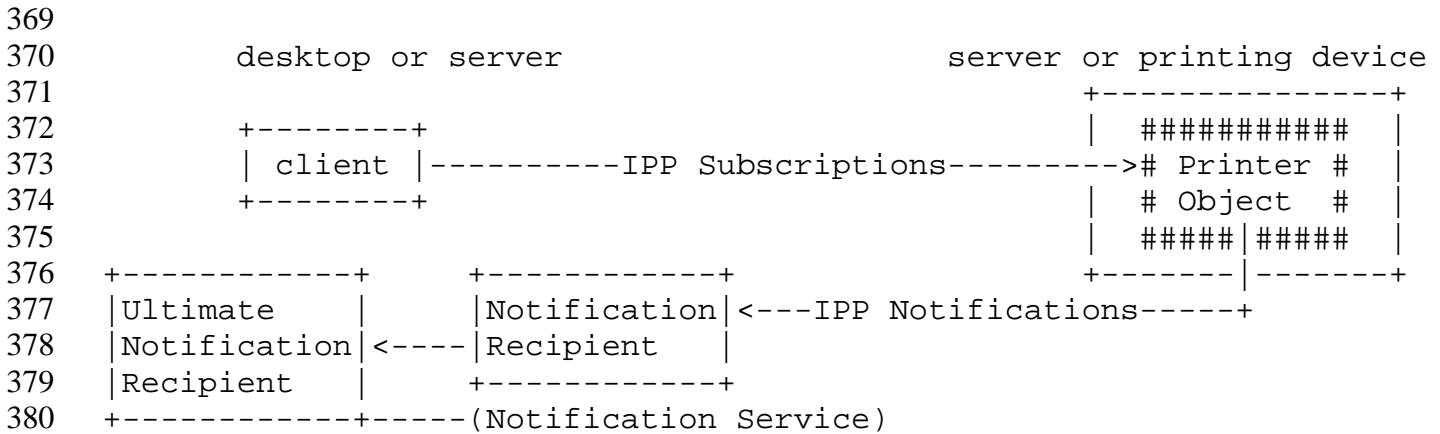 369
370 desktop or server server or printing device
371 +---------------+
372 +--------+ | ########### |
373 | client |----------IPP Subscriptions---------># Printer # |
374 +--------+ | # Object # |
375 | #####|##### |
376 +------------+ +------------+ +-------|-------+
377 |Ultimate | |Notification|<---IPP Notifications-----+
378 |Notification|<----|Recipient |
379 |Recipient | +------------+
380 +------------+-----(Notification Service)